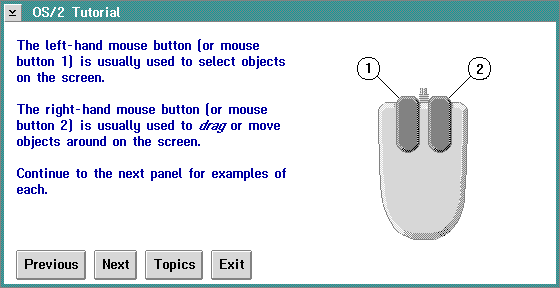 OS/2 Tutorial
The left-hand mouse button (or mouse
button 1) is usually used to select objects
on the screen.
The right-hand mouse button (or mouse
button 2) is usually used to drag or move
objects around on the screen.
Continue to the next panel for examples of
each.
1 2
Previous Next Topics Exit